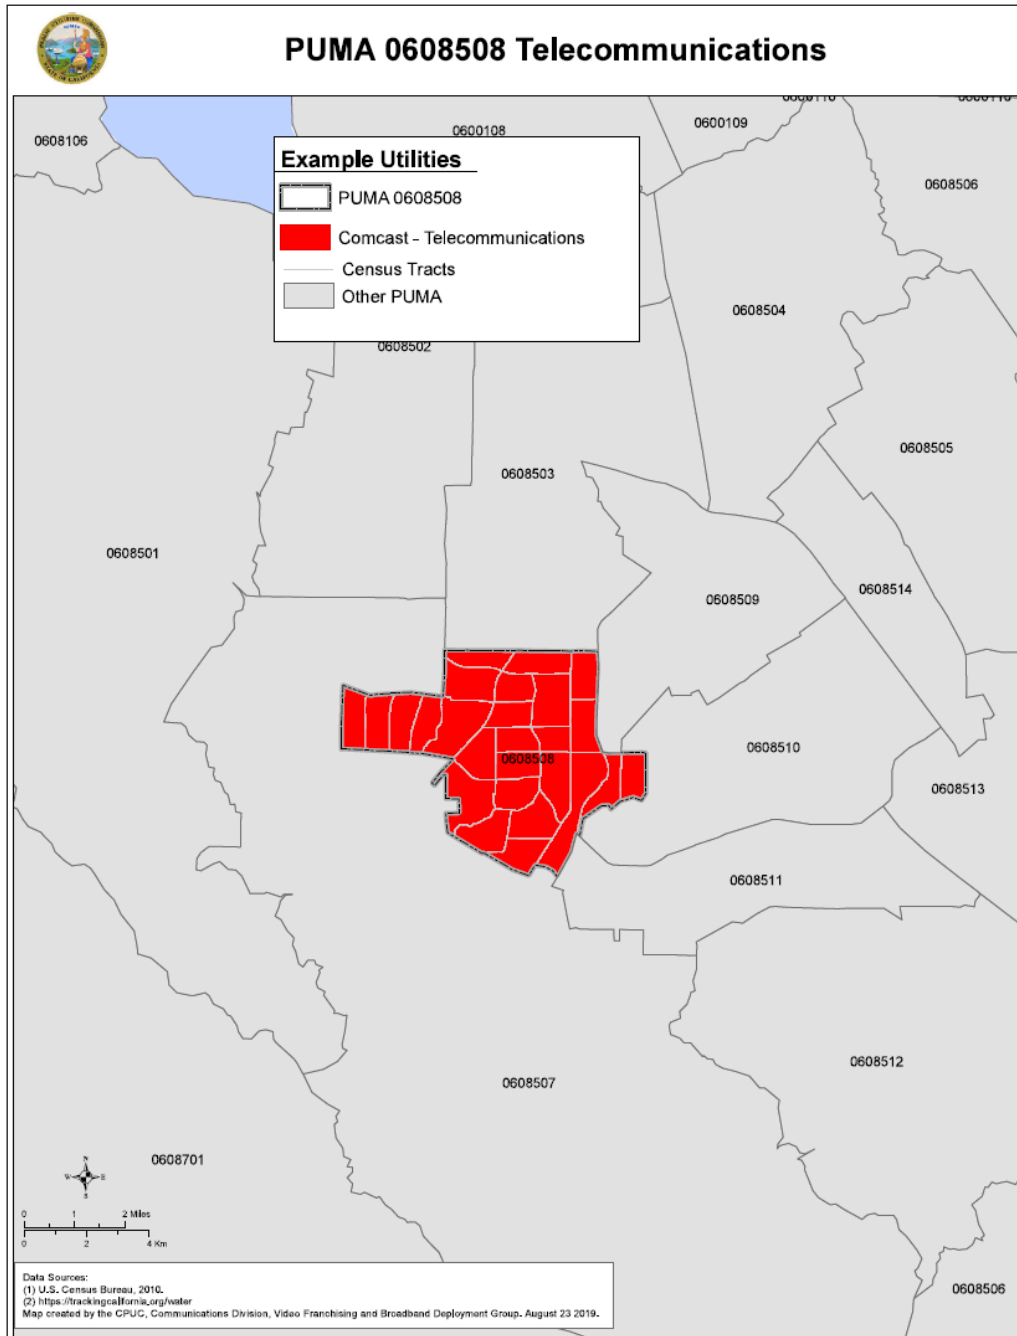 PUMA 0608508 Telecommunications
0608106
0600108
0600109
0600110
0600110
0608506
Example Utilities
PUMA 0608508
Comcast - Telecommunications
Census Tracts
Other PUMA
0608504
0608502
0608505
0608503
0608501
0608514
0608509
0608510
0608508
0608513
0608511
0608512
0608507
0608701
N
W E
S
0 1 2 Miles
0 2 4 Km
0608506
Data Sources:
(1) U.S. Census Bureau, 2010.
(2) https://trackingcalifornia.org/water
Map created by the CPUC, Communications Division, Video Franchising and Broadband Deployment Group. August 23 2019.